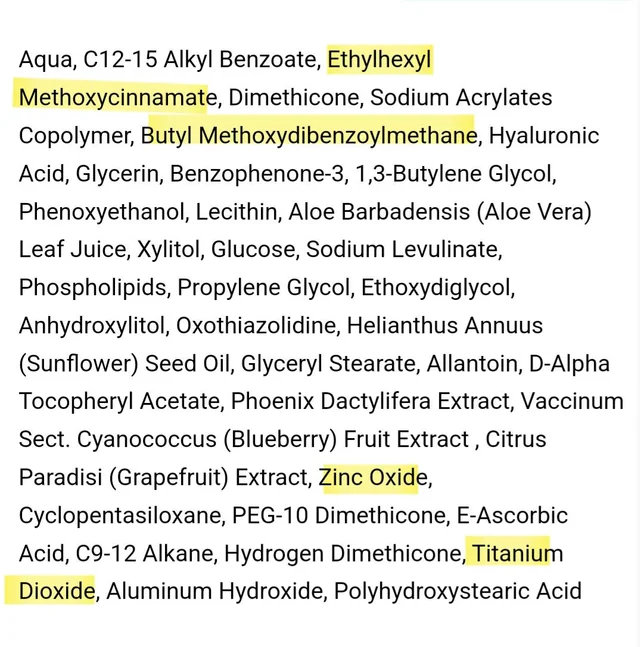 Aqua, C12-15 Alkyl Benzoate, Ethylhexyl
Methoxycinnamate, Dimethicone, Sodium Acrylates
Copolymer, Butyl Methoxydibenzoylmethane, Hyaluronic
Acid, Glycerin, Benzophenone-3, 1,3-Butylene Glycol,
Phenoxyethanol, Lecithin, Aloe Barbadensis (Aloe Vera)
Leaf Juice, Xylitol, Glucose, Sodium Levulinate,
Phospholipids, Propylene Glycol, Ethoxydiglycol,
Anhydroxylitol, Oxothiazolidine, Helianthus Annuus
(Sunflower) Seed Oil, Glyceryl Stearate, Allantoin, D-Alpha
Tocopheryl Acetate, Phoenix Dactylifera Extract, Vaccinum
Sect. Cyanococcus (Blueberry) Fruit Extract , Citrus
Paradisi (Grapefruit) Extract, Zinc Oxide,
Cyclopentasiloxane, PEG-10 Dimethicone, E-Ascorbic
Acid, C9-12 Alkane, Hydrogen Dimethicone, Titanium
Dioxide, Aluminum Hydroxide, Polyhydroxystearic Acid